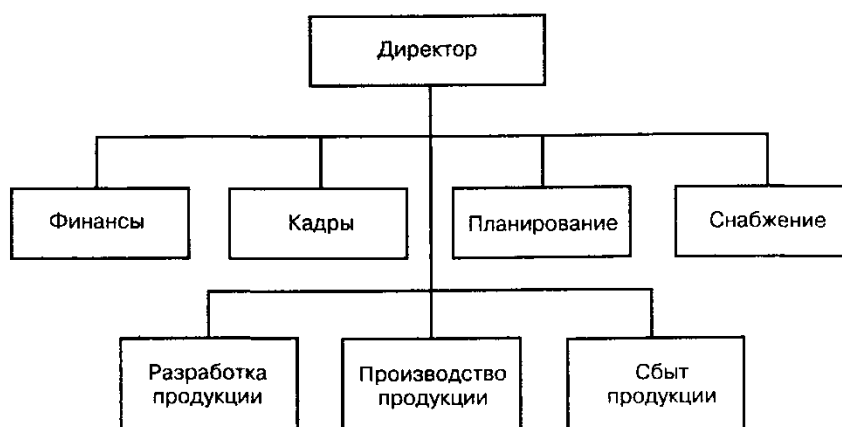 Директор
Финансы
Кадры
Планирование
Снабжение
Разработка
продукции
Производство
продукции
Сбыт
продукции